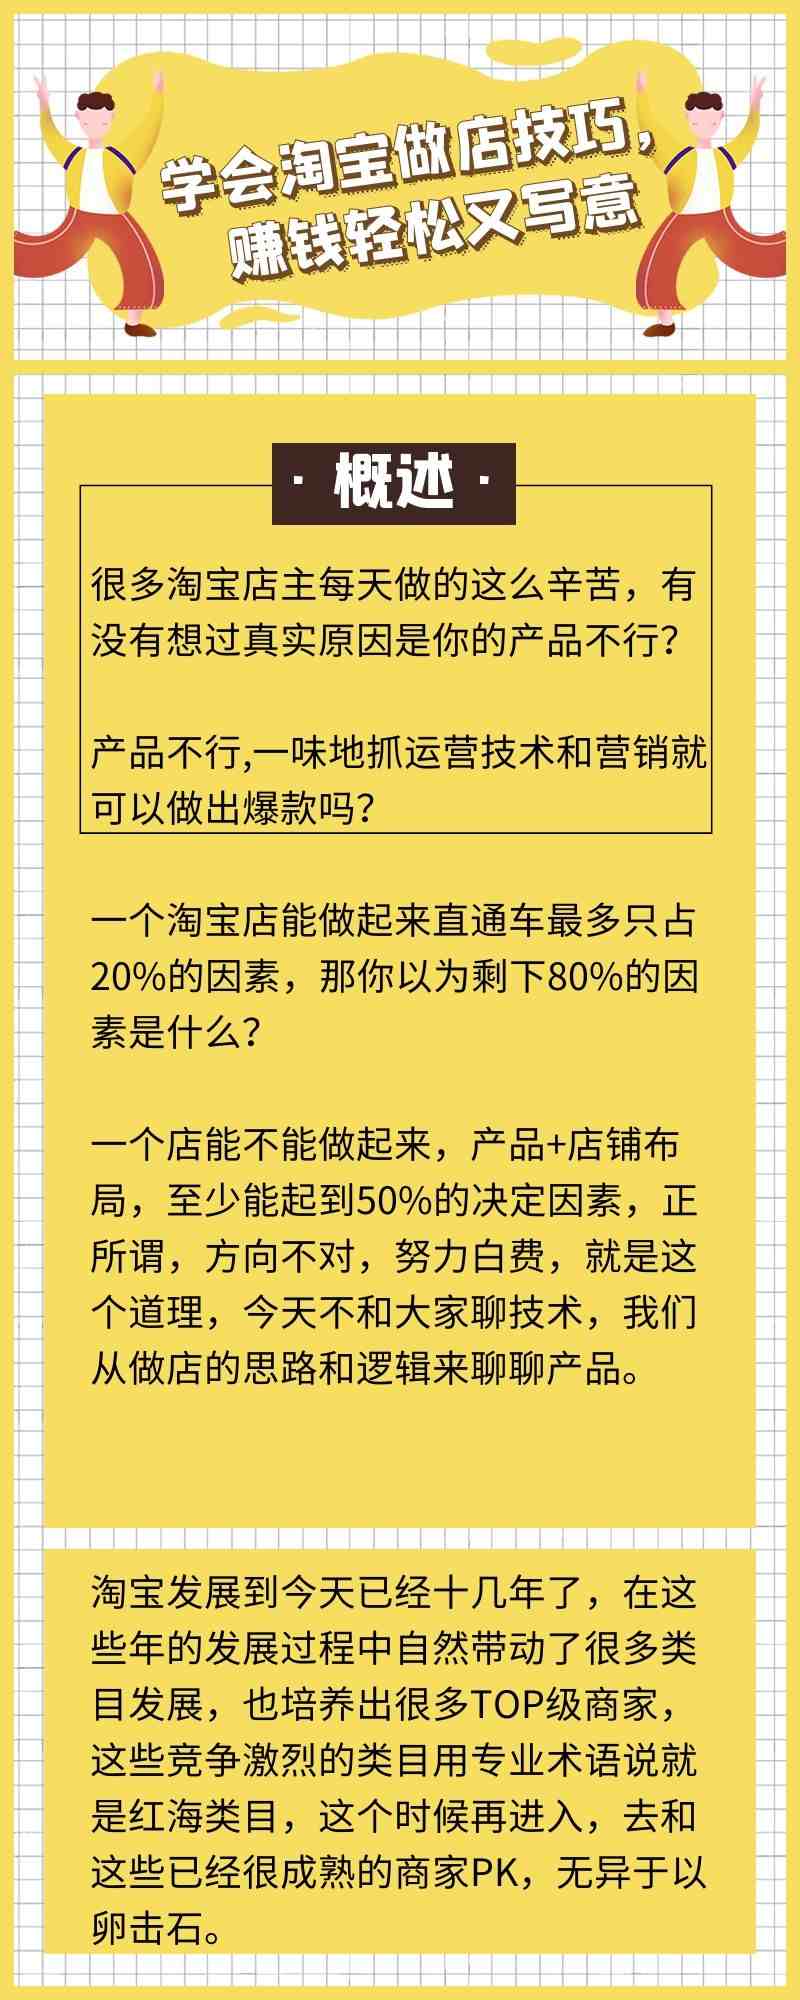 学会淘宝做店技巧，
赚钱轻松又写意
· 概述 ·
很多淘宝店主每天做的这么辛苦，有
没有想过真实原因是你的产品不行？
产品不行,一味地抓运营技术和营销就
可以做出爆款吗？
一个淘宝店能做起来直通车最多只占
20%的因素，那你以为剩下80%的因
素是什么？
一个店能不能做起来，产品+店铺布
局，至少能起到50%的决定因素，正
所谓，方向不对，努力白费，就是这
个道理，今天不和大家聊技术，我们
从做店的思路和逻辑来聊聊产品。
淘宝发展到今天已经十几年了，在这
些年的发展过程中自然带动了很多类
目发展，也培养出很多TOP级商家，
这些竞争激烈的类目用专业术语说就
是红海类目，这个时候再进入，去和
这些已经很成熟的商家PK，无异于以
卵击石。